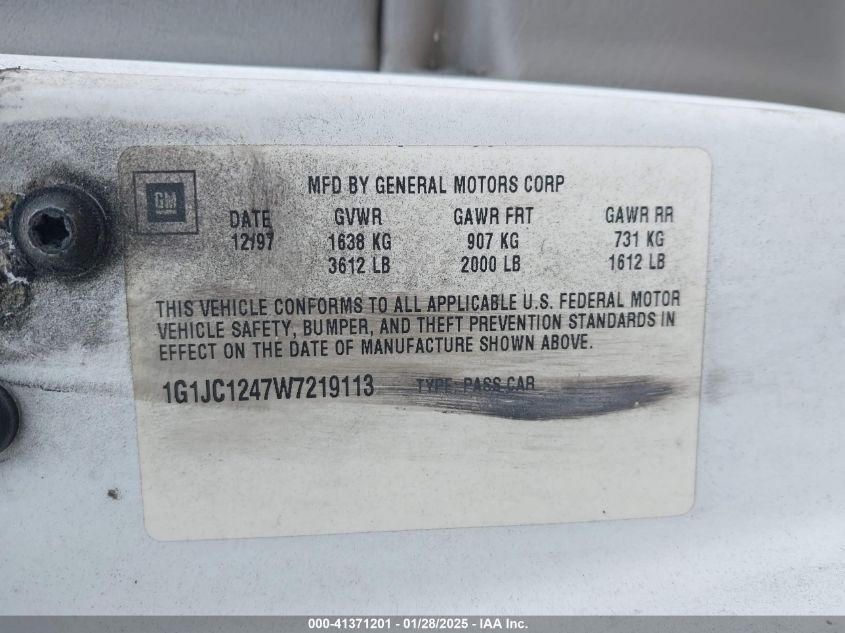 GM
MFD BY GENERAL MOTORS CORP
DATE GVWR GAWR FRT GAWR RR
12/97 1638 KG 907 KG 731 KG
3612 LB 2000 LB 1612 LB
THIS VEHICLE CONFORMS TO ALL APPLICABLE U.S. FEDERAL MOTOR
VEHICLE SAFETY, BUMPER, AND THEFT PREVENTION STANDARDS IN
EFFECT ON THE DATE OF MANUFACTURE SHOWN ABOVE.
1G1JC1247W7219113 TYPE: PASS CAR
000-41371201 - 01/28/2025 - IAA Inc.